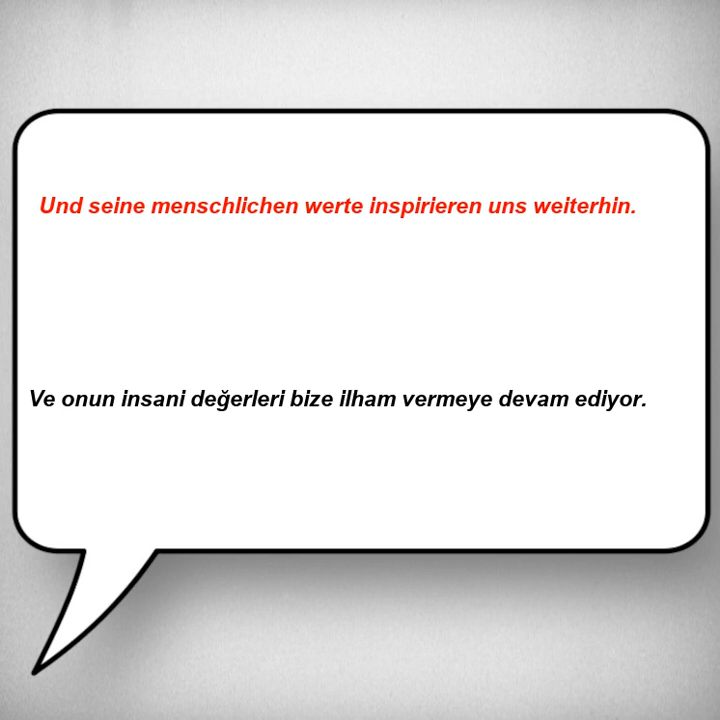 Und seine menschlichen werte inspirieren uns weiterhin.
Ve onun insani değerleri bize ilham vermeye devam ediyor.